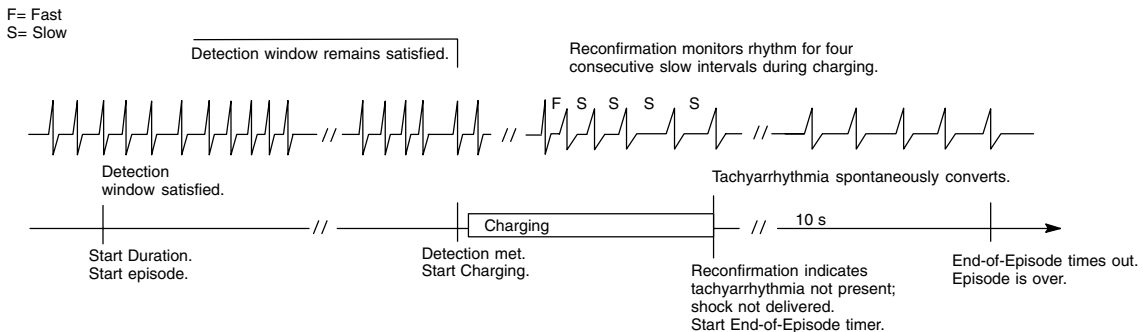 F= Fast
S= Slow
Detection window remains satisfied.
Reconfirmation monitors rhythm for four
consecutive slow intervals during charging.
F S S S S
//
//
//
Detection
window satisfied.
Tachyarrhythmia spontaneously converts.
//
Charging
//
10 s
Start Duration.
Start episode.
Detection met.
Start Charging.
Reconfirmation indicates
tachyarrhythmia not present;
shock not delivered.
Start End-of-Episode timer.
End-of-Episode times out.
Episode is over.